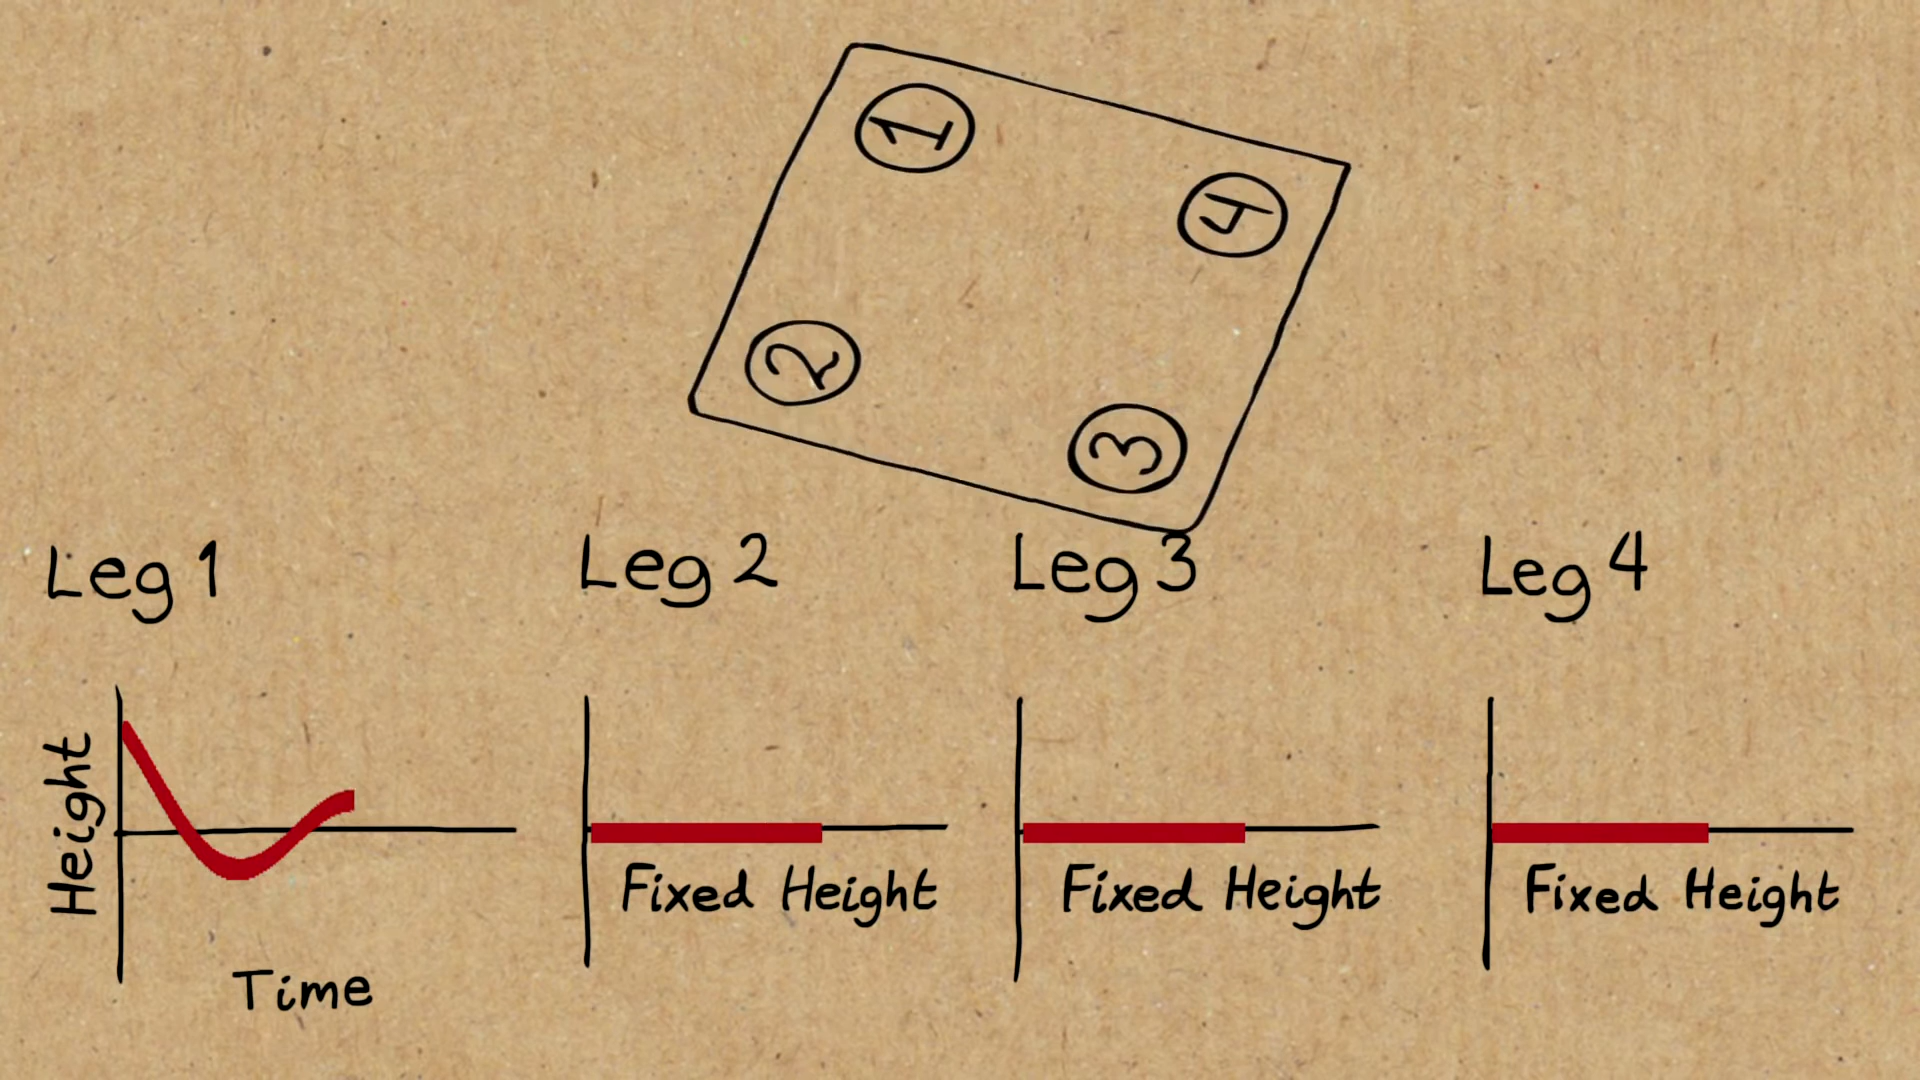 1
4
2
3
Leg 1
Leg 2
Leg 3
Leg 4
Height
Fixed Height
Fixed Height
Fixed Height
Time